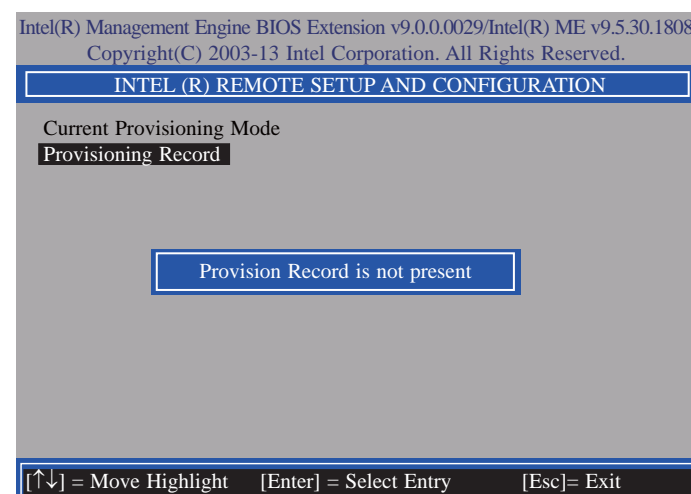 Intel(R) Management Engine BIOS Extension v9.0.0.0029/Intel(R) ME v9.5.30.1808
Copyright(C) 2003-13 Intel Corporation. All Rights Reserved.
INTEL (R) REMOTE SETUP AND CONFIGURATION
Current Provisioning Mode
Provisioning Record
Provision Record is not present
[↑↓] = Move Highlight [Enter] = Select Entry [Esc]= Exit